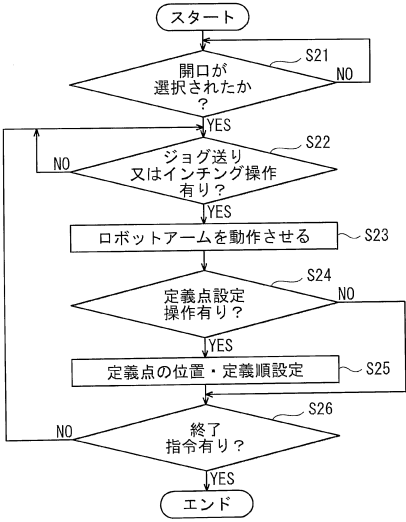 スタート
S21
開口が
選択されたか
?
NO
YES
S22
ジョグ送り
又はインチング操作
有り?
NO
YES
S23
ロボットアームを動作させる
S24
定義点設定
操作有り?
NO
YES
S25
定義点の位置・定義順設定
S26
終了
指令有り?
NO
YES
エンド